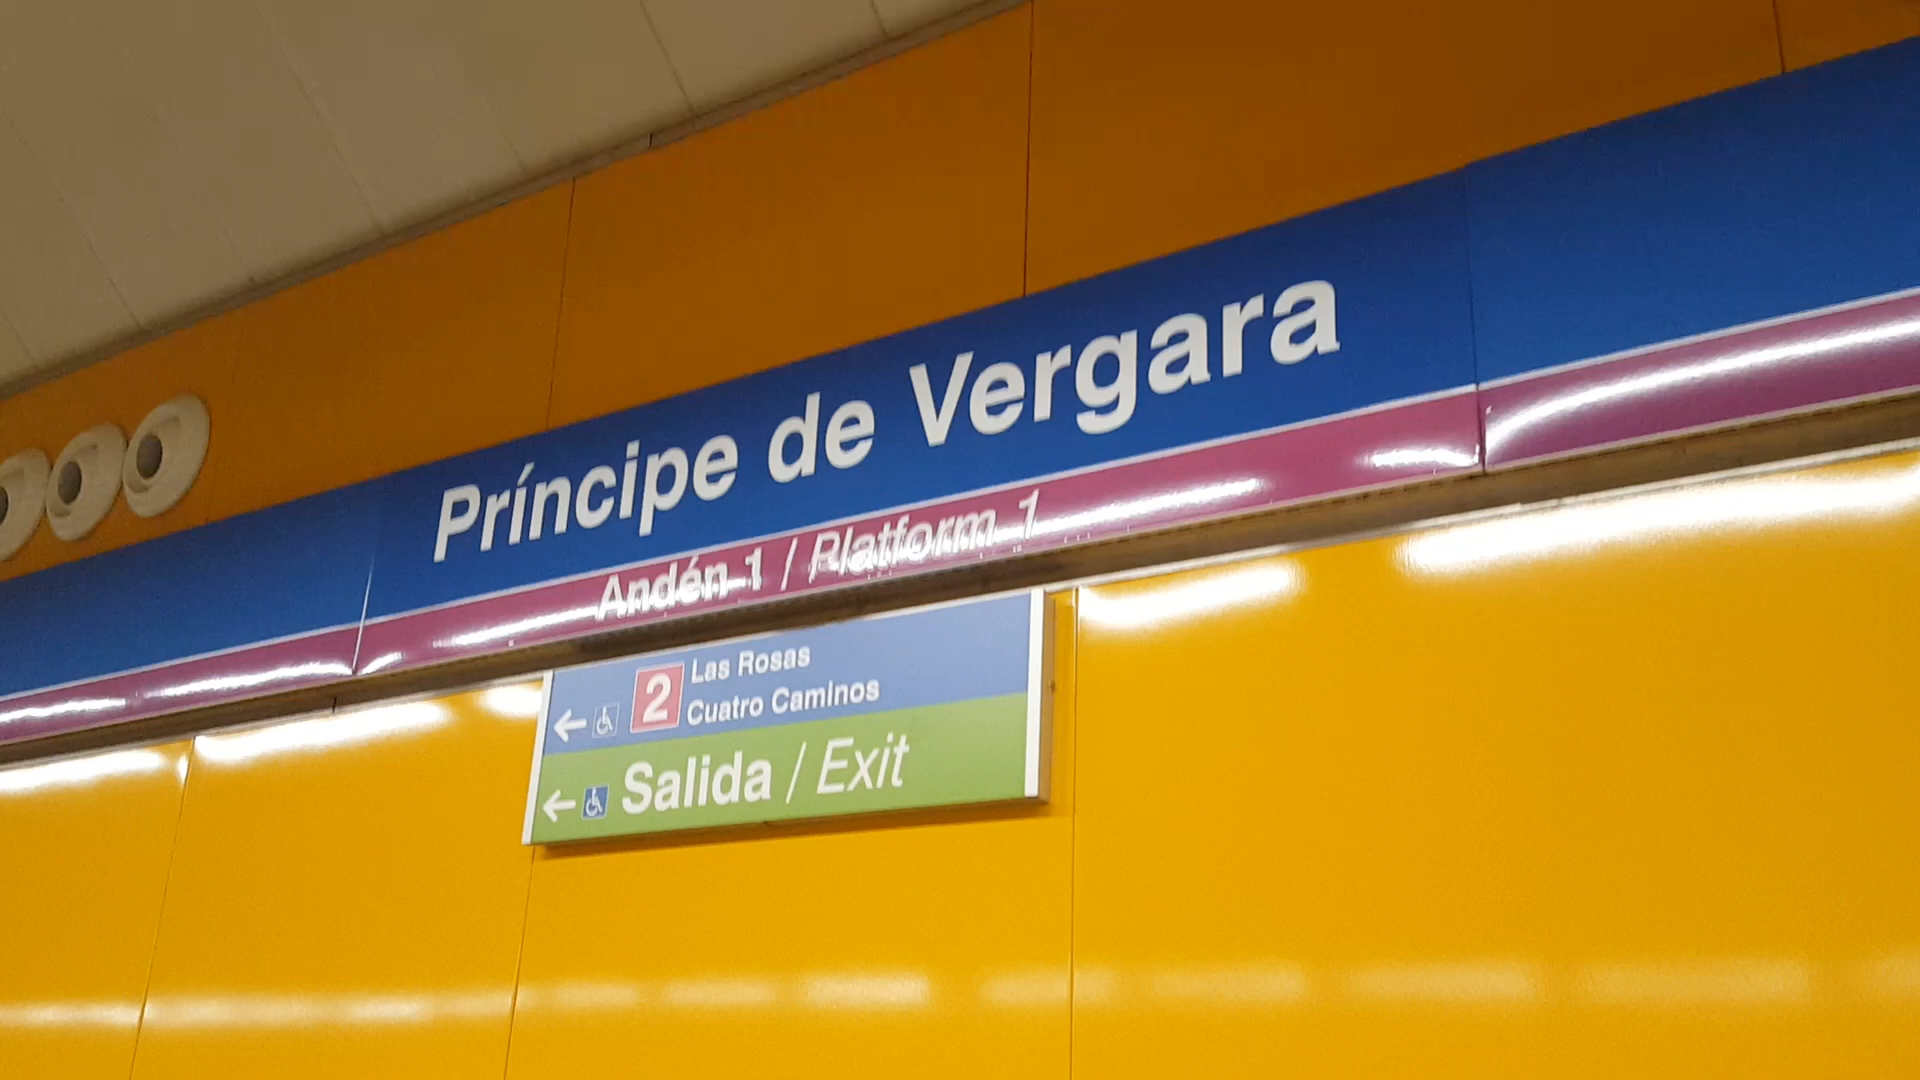 Príncipe de Vergara
Andén 1 / Platform 1
2 Las Rosas
Cuatro Caminos
Salida / Exit